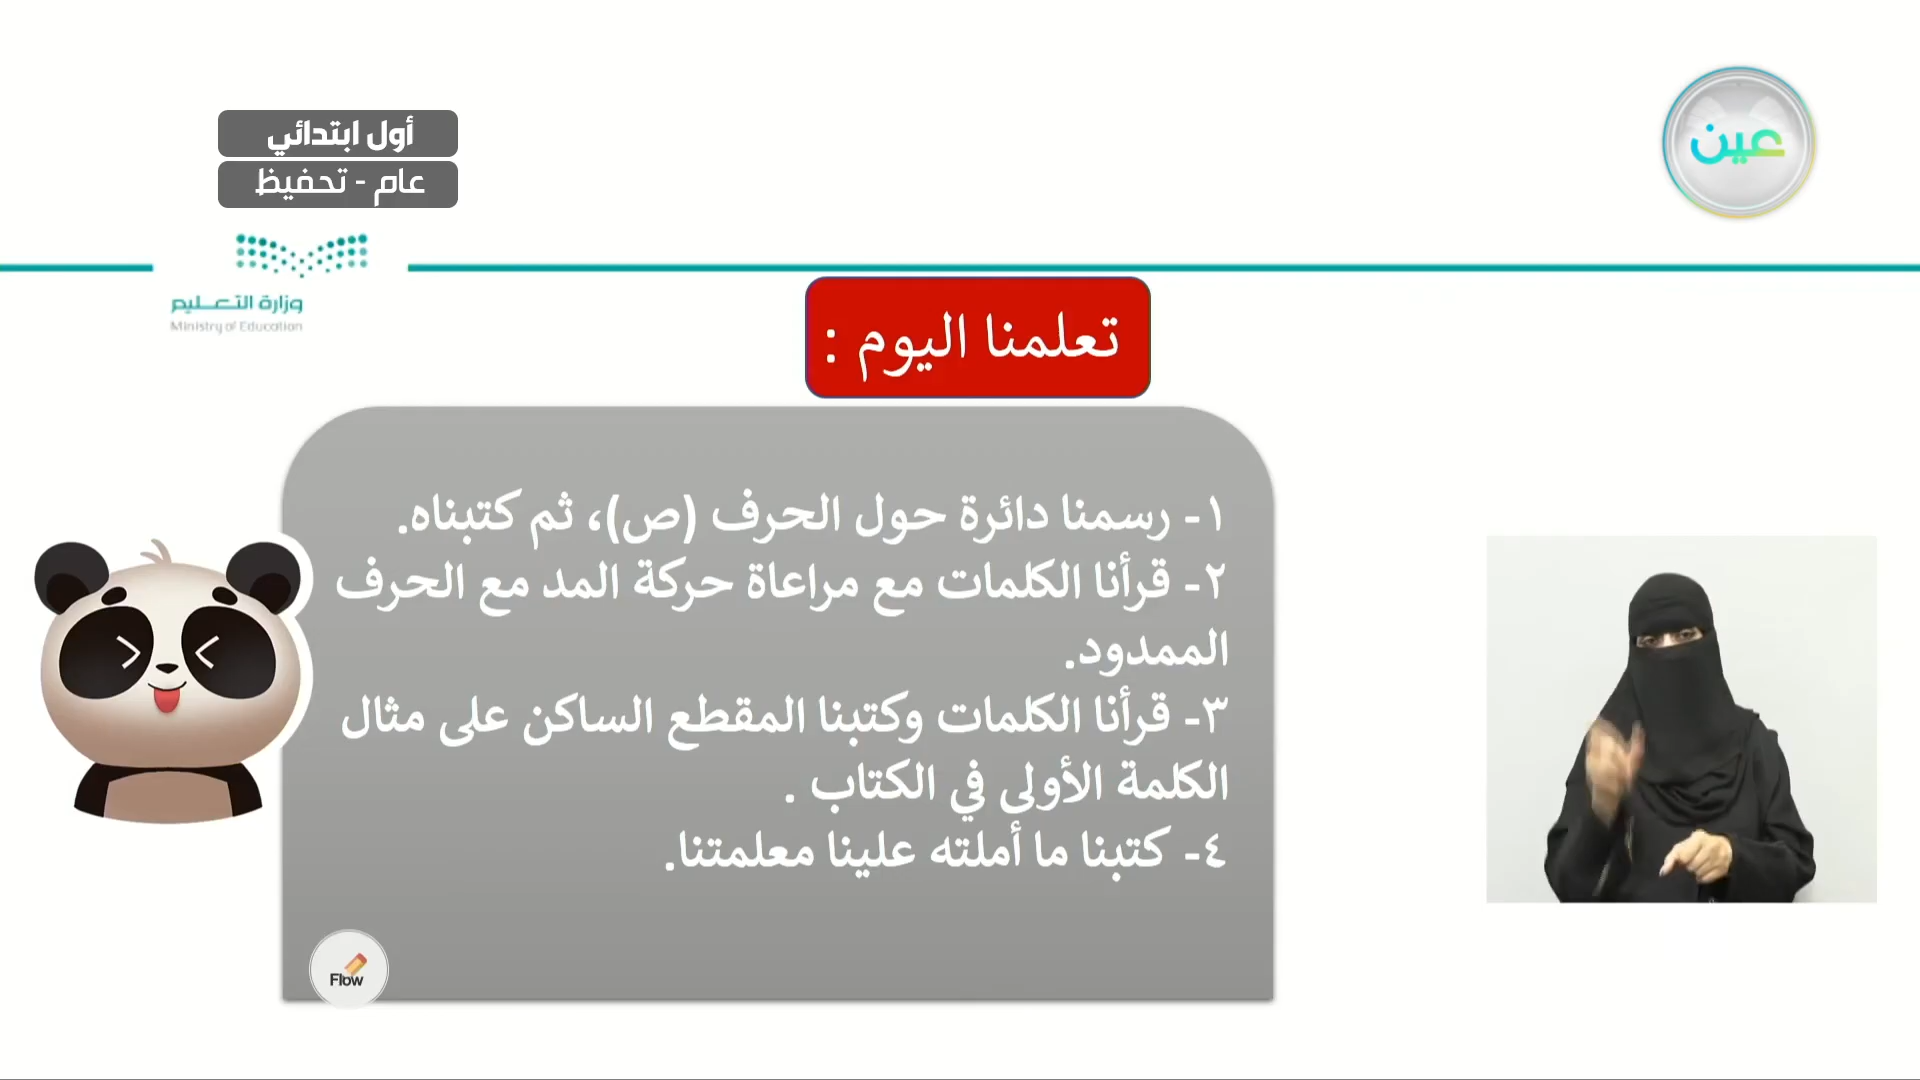 عين
أول ابتدائي
عام - تحفيظ
وزارة التعليم
Ministry of Education
تعلمنا اليوم :
١- رسمنا دائرة حول الحرف (ص)، ثم كتبناه.
٢- قرأنا الكلمات مع مراعاة حركة المد مع الحرف
الممدود.
٣- قرأنا الكلمات وكتبنا المقطع الساكن على مثال
الكلمة الأولى في الكتاب .
٤- كتبنا ما أملته علينا معلمتنا.
Flow